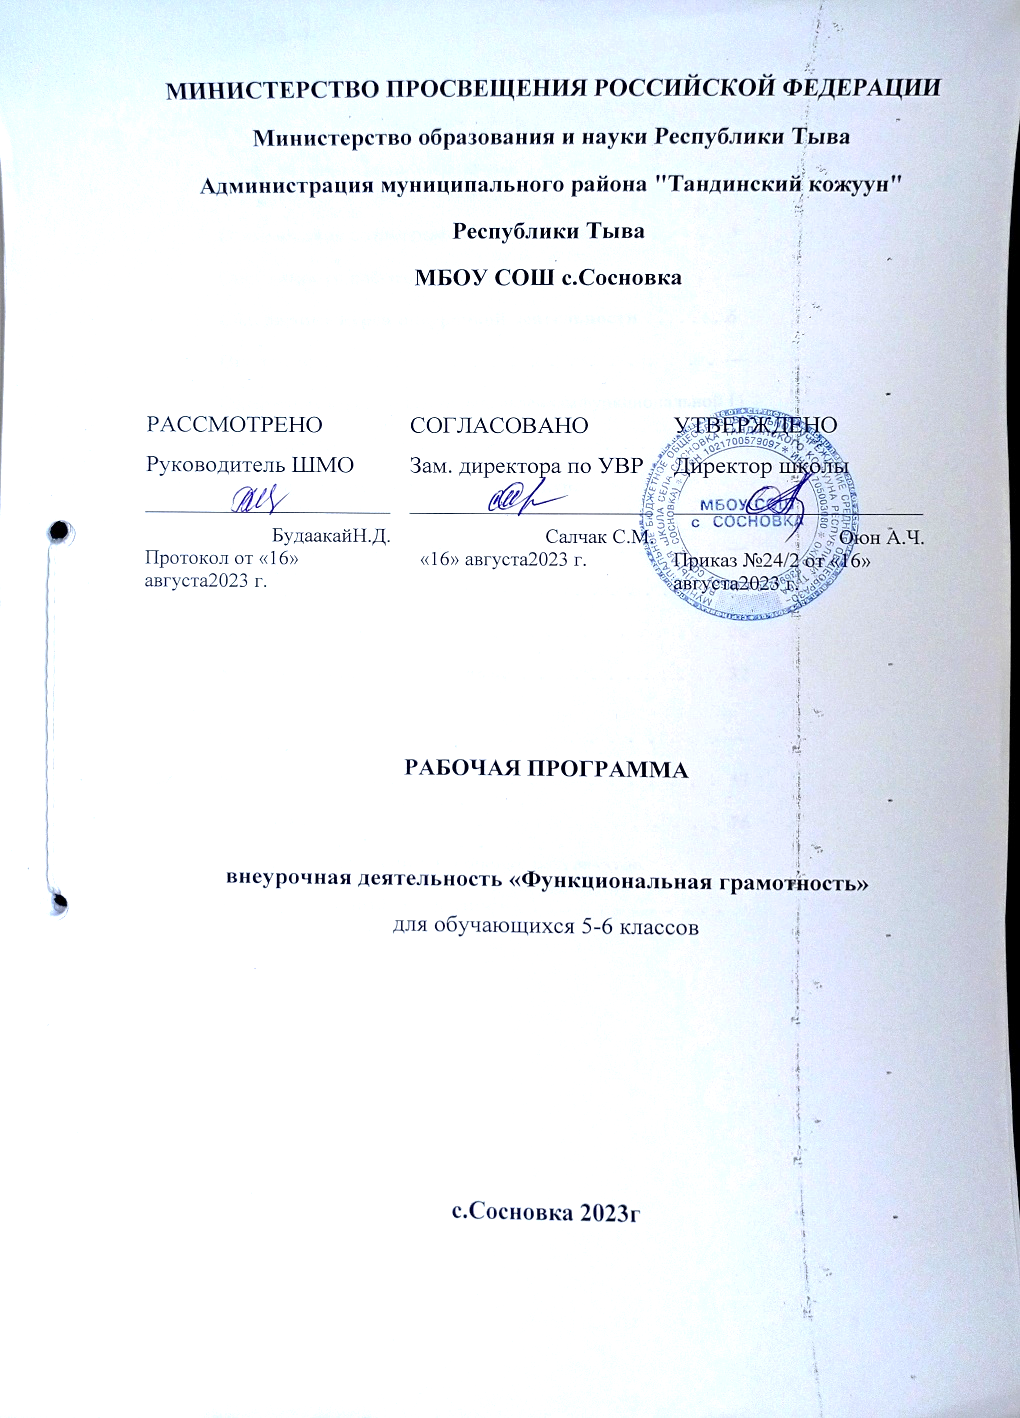 МИНИСТЕРСТВО ПРОСВЕЩЕНИЯ РОССИЙСКОЙ ФЕДЕРАЦИИ
Министерство образования и науки Республики Тыва
Администрация муниципального района "Тандинский кожуун"
Республики Тыва
МБОУ СОШ с.Сосновка
РАССМОТРЕНО
Руководитель ШМО
БудаакайН.Д.
Протокол от «16»
августа2023 г.
СОГЛАСОВАНО
Зам. директора по УВР
Салчак С.М.
«16» августа2023 г.
УТВЕРЖДЕНО
Директор школы
МБОУ СОШ
с СОСНОВКА
Оюн А.Ч.
Приказ №24/2 от «16»
августа2023 г.
РАБОЧАЯ ПРОГРАММА
внеурочная деятельность «Функциональная грамотность»
для обучающихся 5-6 классов
с.Сосновка 2023г